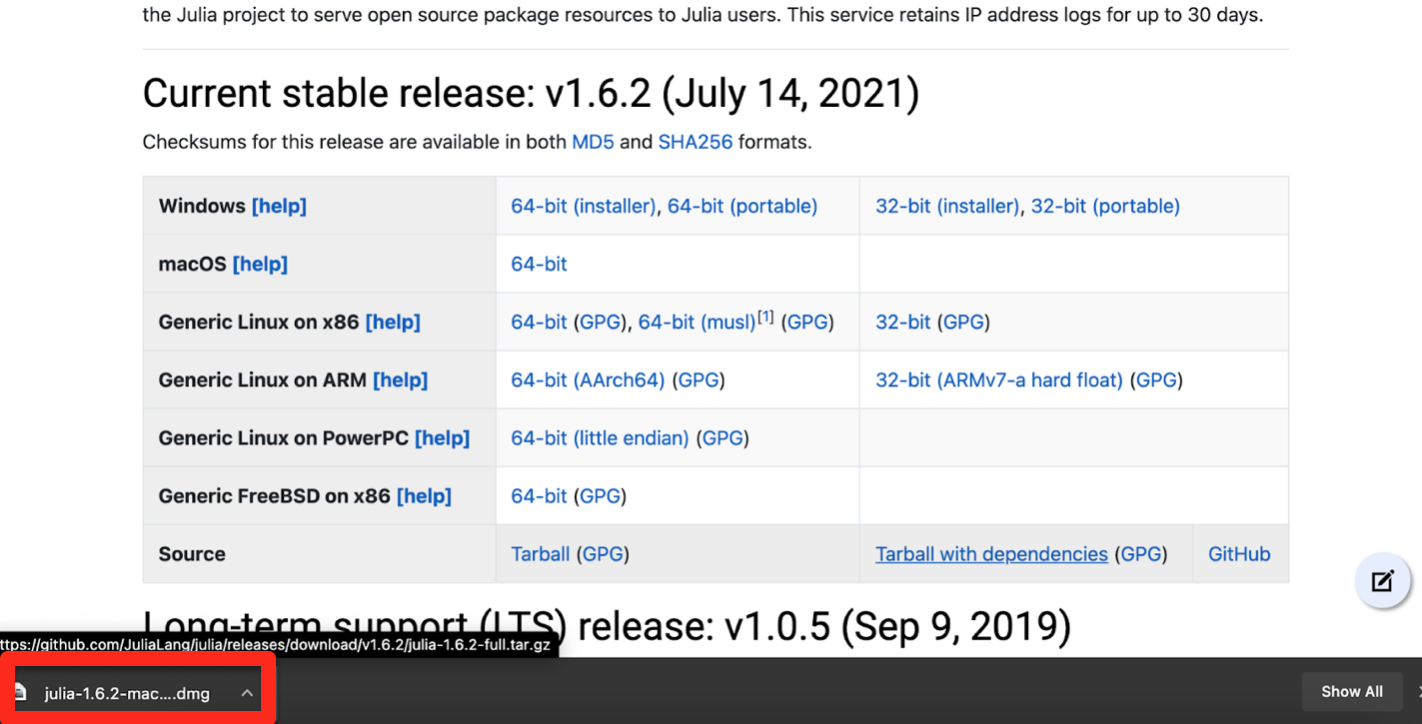 the Julia project to serve open source package resources to Julia users. This service retains IP address logs for up to 30 days.
Current stable release: v1.6.2 (July 14, 2021)
Checksums for this release are available in both MD5 and SHA256 formats.
Windows [help] 64-bit (installer), 64-bit (portable) 32-bit (installer), 32-bit (portable)
macOS [help] 64-bit
Generic Linux on x86 [help] 64-bit (GPG), 64-bit (musl)[1] (GPG) 32-bit (GPG)
Generic Linux on ARM [help] 64-bit (AArch64) (GPG) 32-bit (ARMv7-a hard float) (GPG)
Generic Linux on PowerPC [help] 64-bit (little endian) (GPG)
Generic FreeBSD on x86 [help] 64-bit (GPG)
Source Tarball (GPG) Tarball with dependencies (GPG) GitHub
Long-term support (LTS) release: v1.0.5 (Sep 9, 2019)
ttps://github.com/JuliaLang/julia/releases/download/v1.6.2/julia-1.6.2-full.tar.gz
julia-1.6.2-mac....dmg Show All